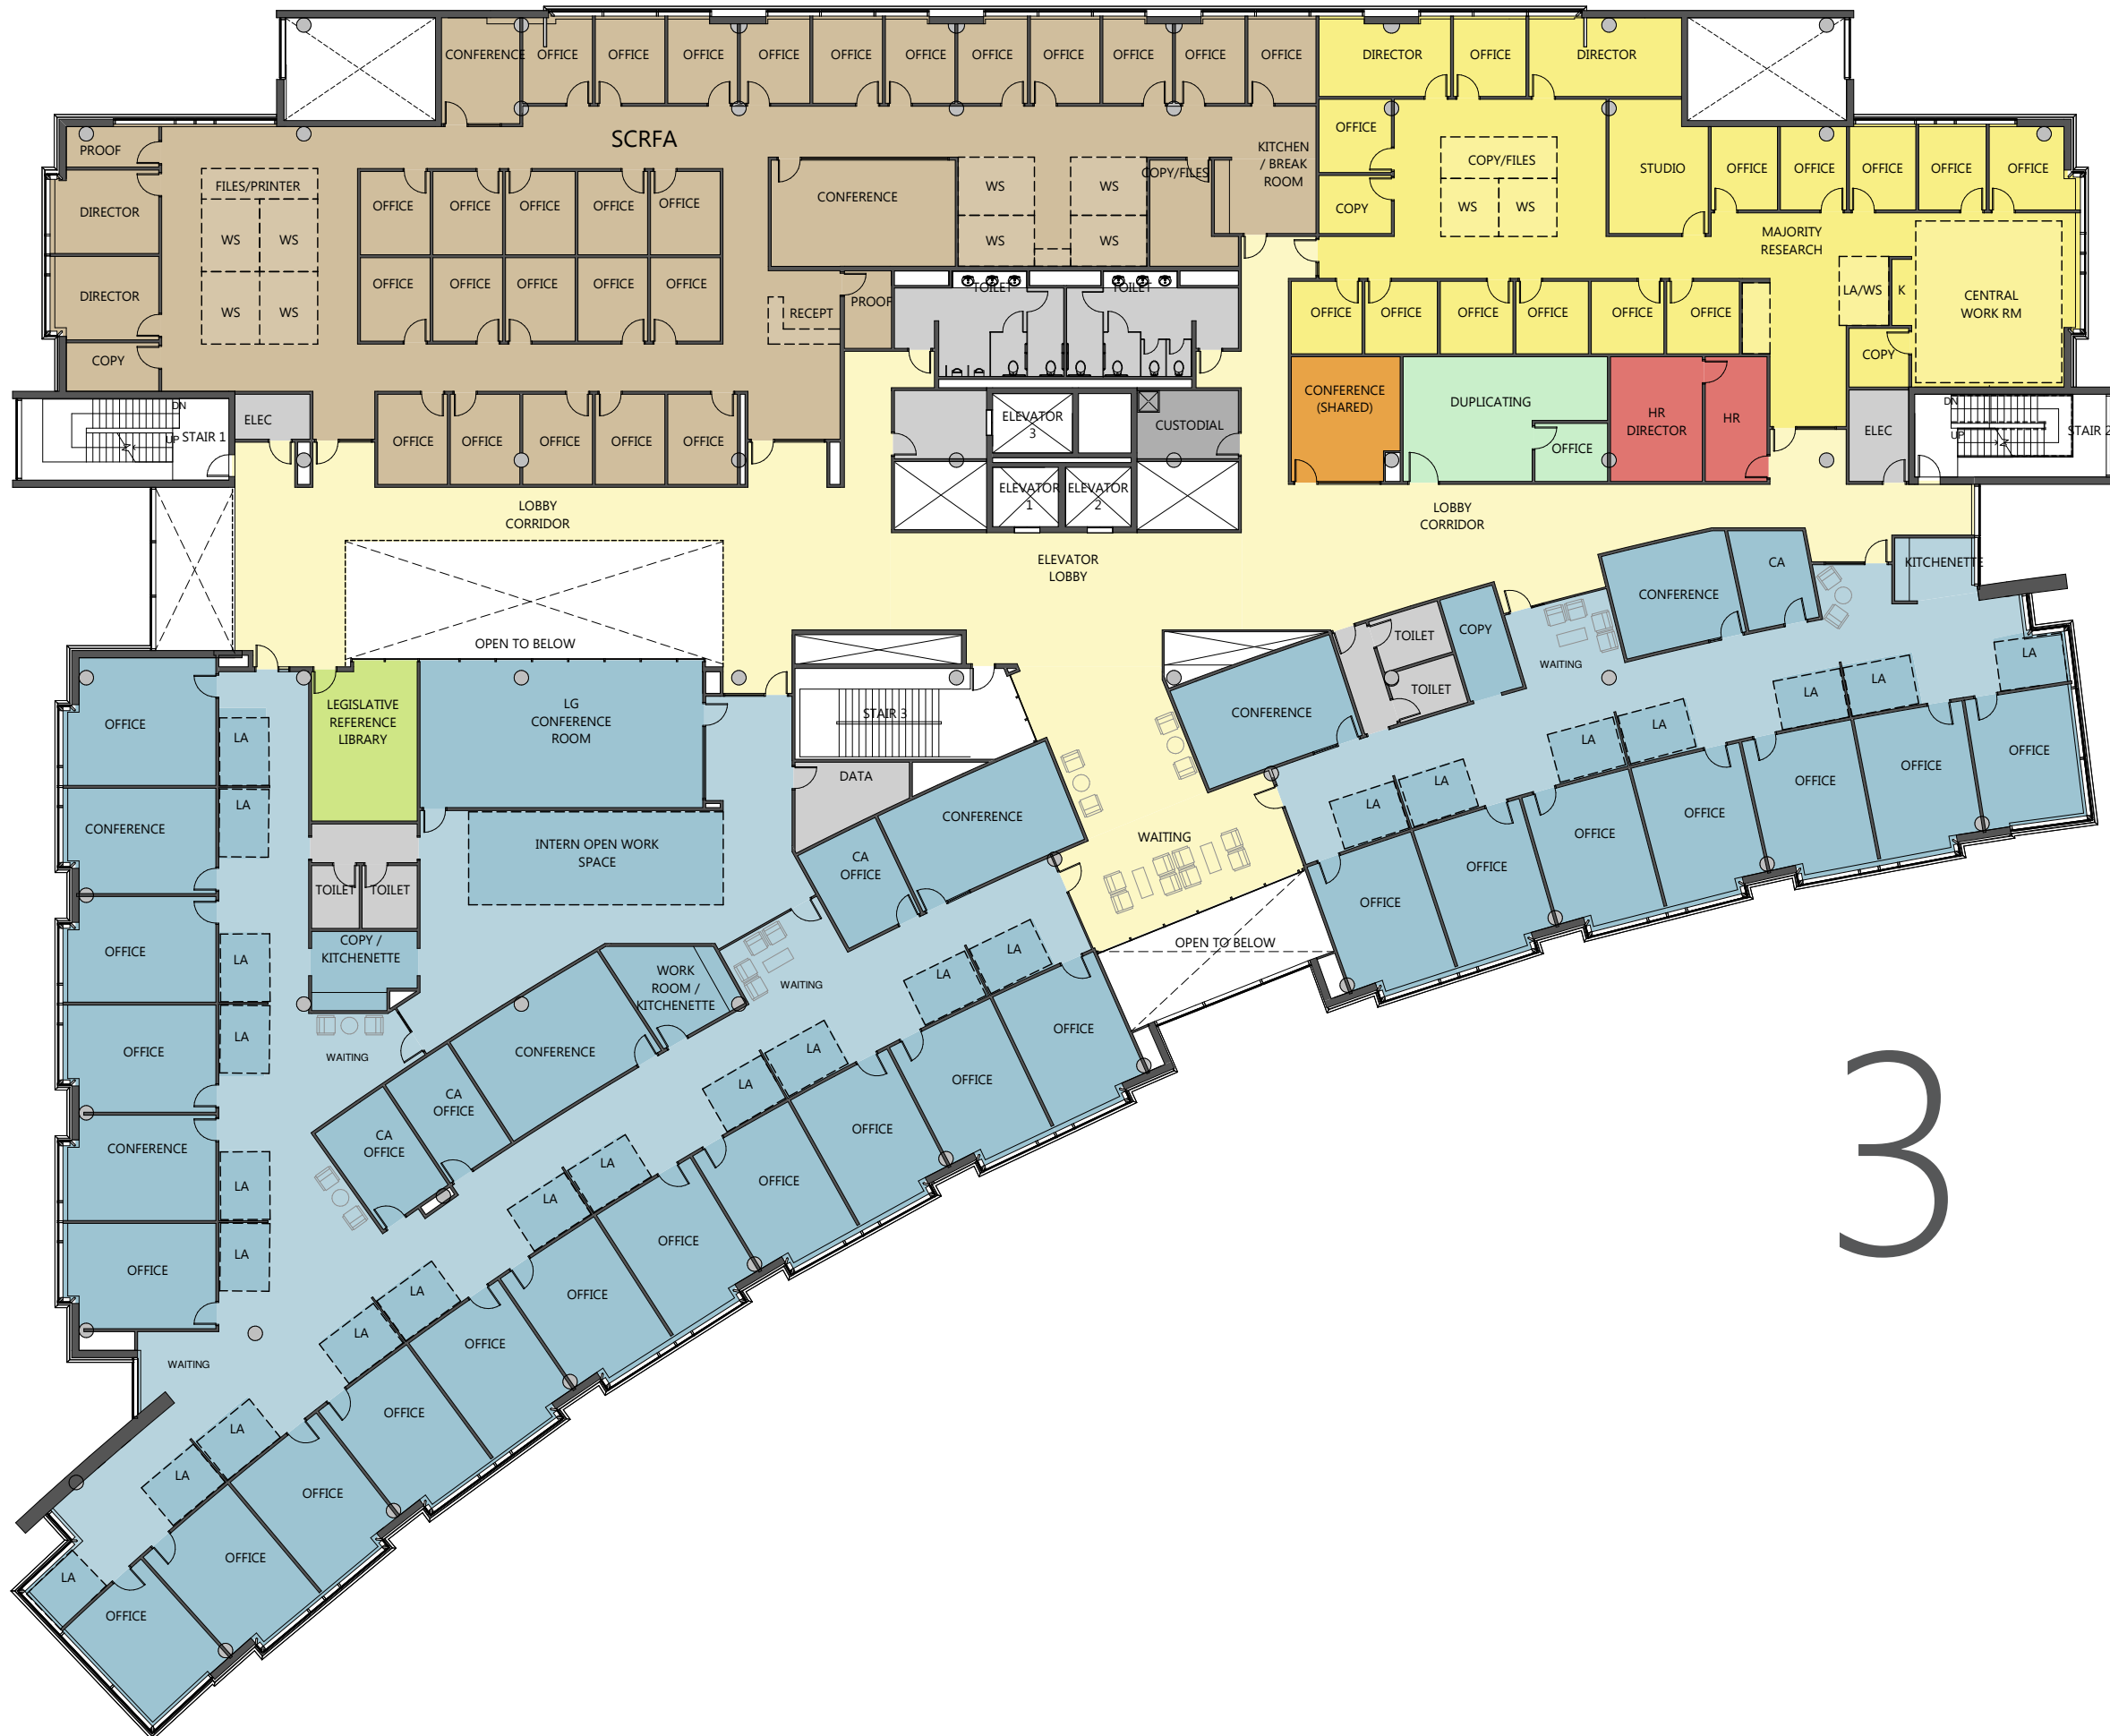 CONFERENCE
OFFICE
OFFICE
OFFICE
OFFICE
OFFICE
OFFICE
OFFICE
OFFICE
OFFICE
OFFICE
OFFICE
DIRECTOR
OFFICE
DIRECTOR
PROOF
SCRFA
KITCHEN
/ BREAK
ROOM
OFFICE
COPY/FILES
STUDIO
OFFICE
OFFICE
OFFICE
OFFICE
OFFICE
FILES/PRINTER
DIRECTOR
OFFICE
OFFICE
OFFICE
OFFICE
OFFICE
CONFERENCE
WS
WS
COPY/FILES
COPY
WS
WS
WS
WS
WS
WS
MAJORITY
RESEARCH
DIRECTOR
WS
WS
OFFICE
OFFICE
OFFICE
OFFICE
OFFICE
RECEPT
PROOF
TOILET
TOILET
OFFICE
OFFICE
OFFICE
OFFICE
OFFICE
OFFICE
LA/WS
K
CENTRAL
WORK RM
COPY
COPY
DN
UP
STAIR 1
ELEC
OFFICE
OFFICE
OFFICE
OFFICE
OFFICE
ELEVATOR
3
CUSTODIAL
CONFERENCE
(SHARED)
DUPLICATING
OFFICE
HR
DIRECTOR
HR
ELEC
DN
UP
STAIR 2
ELEVATOR
1
ELEVATOR
2
LOBBY
CORRIDOR
LOBBY
CORRIDOR
ELEVATOR
LOBBY
OPEN TO BELOW
CONFERENCE
CA
KITCHENETTE
TOILET
COPY
TOILET
WAITING
LA
OFFICE
LA
LEGISLATIVE
REFERENCE
LIBRARY
LG
CONFERENCE
ROOM
STAIR 3
CONFERENCE
LA
LA
LA
LA
OFFICE
DATA
LA
LA
OFFICE
OFFICE
CONFERENCE
LA
CONFERENCE
WAITING
OFFICE
OFFICE
INTERN OPEN WORK
SPACE
CA
OFFICE
OFFICE
OFFICE
TOILET
TOILET
OPEN TO BELOW
OFFICE
LA
COPY /
KITCHENETTE
WORK
ROOM /
KITCHENETTE
WAITING
LA
LA
OFFICE
OFFICE
LA
WAITING
CONFERENCE
LA
LA
OFFICE
CA
OFFICE
CA
OFFICE
OFFICE
CONFERENCE
LA
LA
LA
OFFICE
OFFICE
LA
OFFICE
OFFICE
LA
LA
OFFICE
OFFICE
WAITING
OFFICE
LA
LA
OFFICE
OFFICE
LA
OFFICE
3